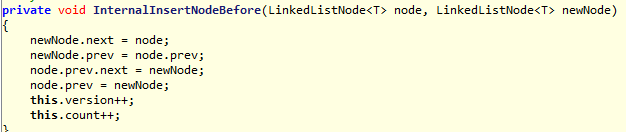 private void InternalInsertNodeBefore(LinkedListNode<T> node, LinkedListNode<T> newNode)
{
    newNode.next = node;
    newNode.prev = node.prev;
    node.prev.next = newNode;
    node.prev = newNode;
    this.version++;
    this.count++;
}